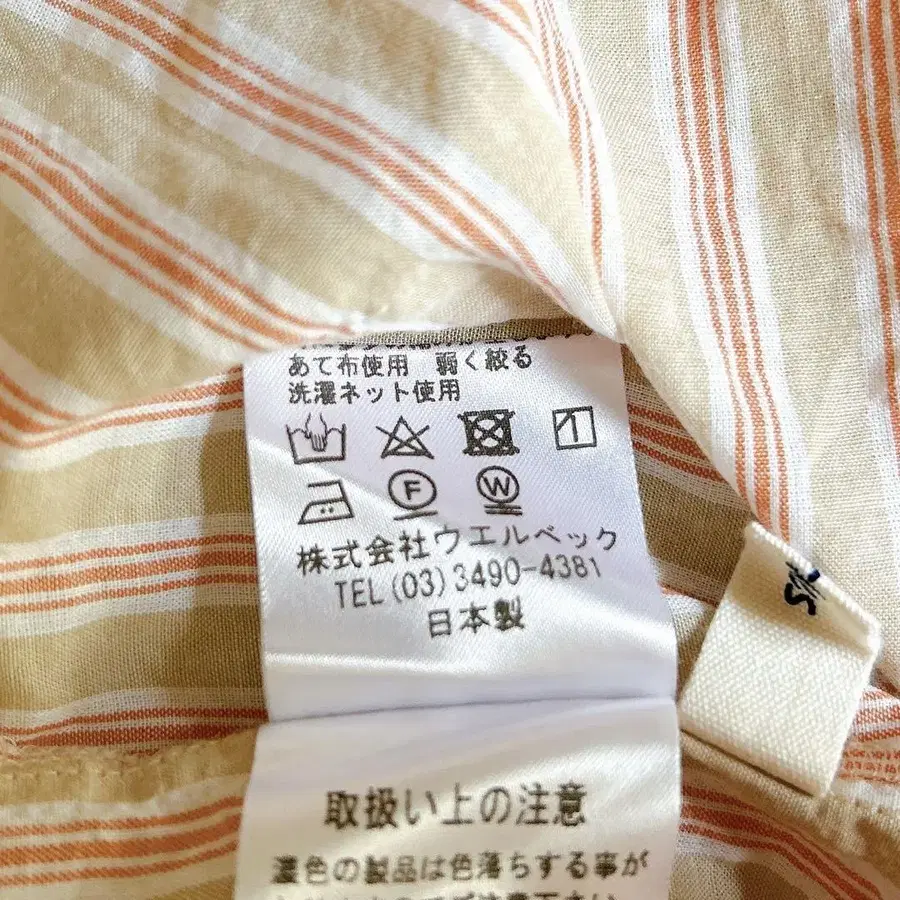 あて布使用 弱く絞る
洗濯ネット使用
F
W
株式会社ウエルベック
TEL (03) 3490-4381
日本製
取扱い上の注意
濃色の製品は色落ちする事が